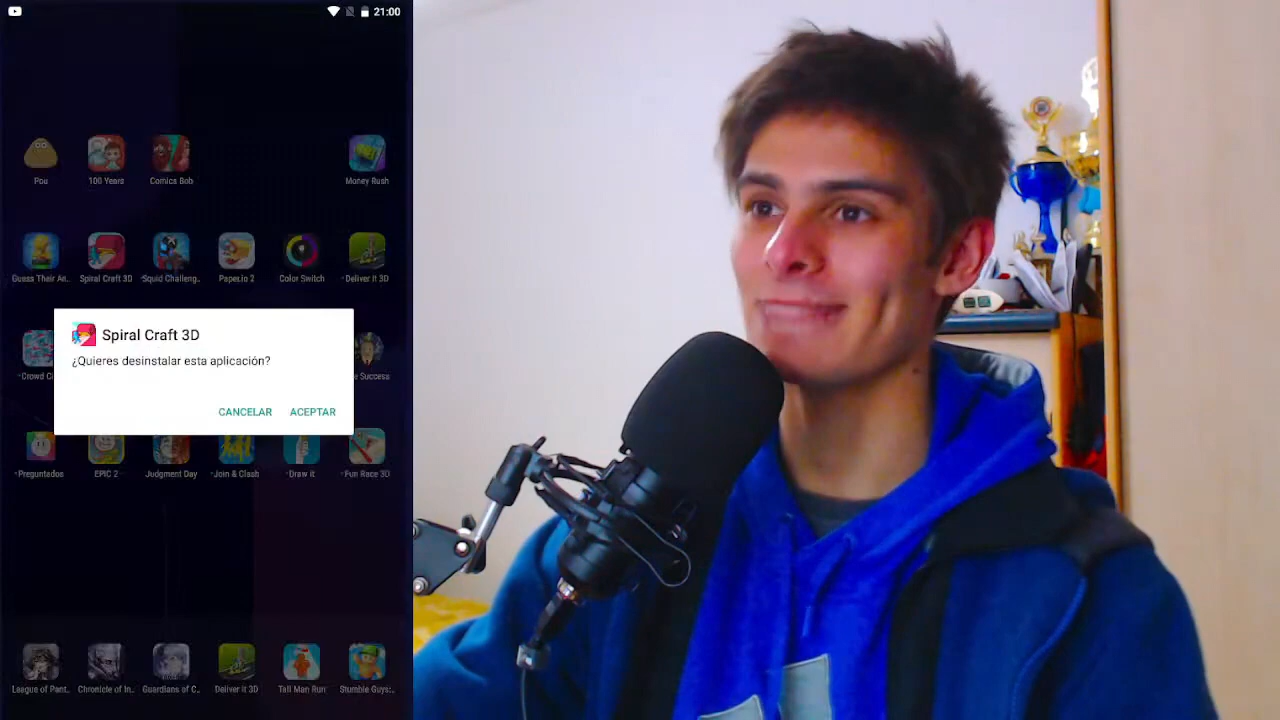 21:00
Pou
100 Years
Comics Bob
Money Rush
Guess Their An..
Spiral Craft 3D
Squid Challeng..
Paper.io 2
Color Switch
Deliver It 3D
Spiral Craft 3D
¿Quieres desinstalar esta aplicación?
CANCELAR
ACEPTAR
Crowd Ci
e Success
Preguntados
EPIC 2
Judgment Day
Join & Clash
Draw it
Fun Race 3D
League of Pant..
Chronicle of In..
Guardians of C..
Deliver It 3D
Tall Man Run
Stumble Guys:..